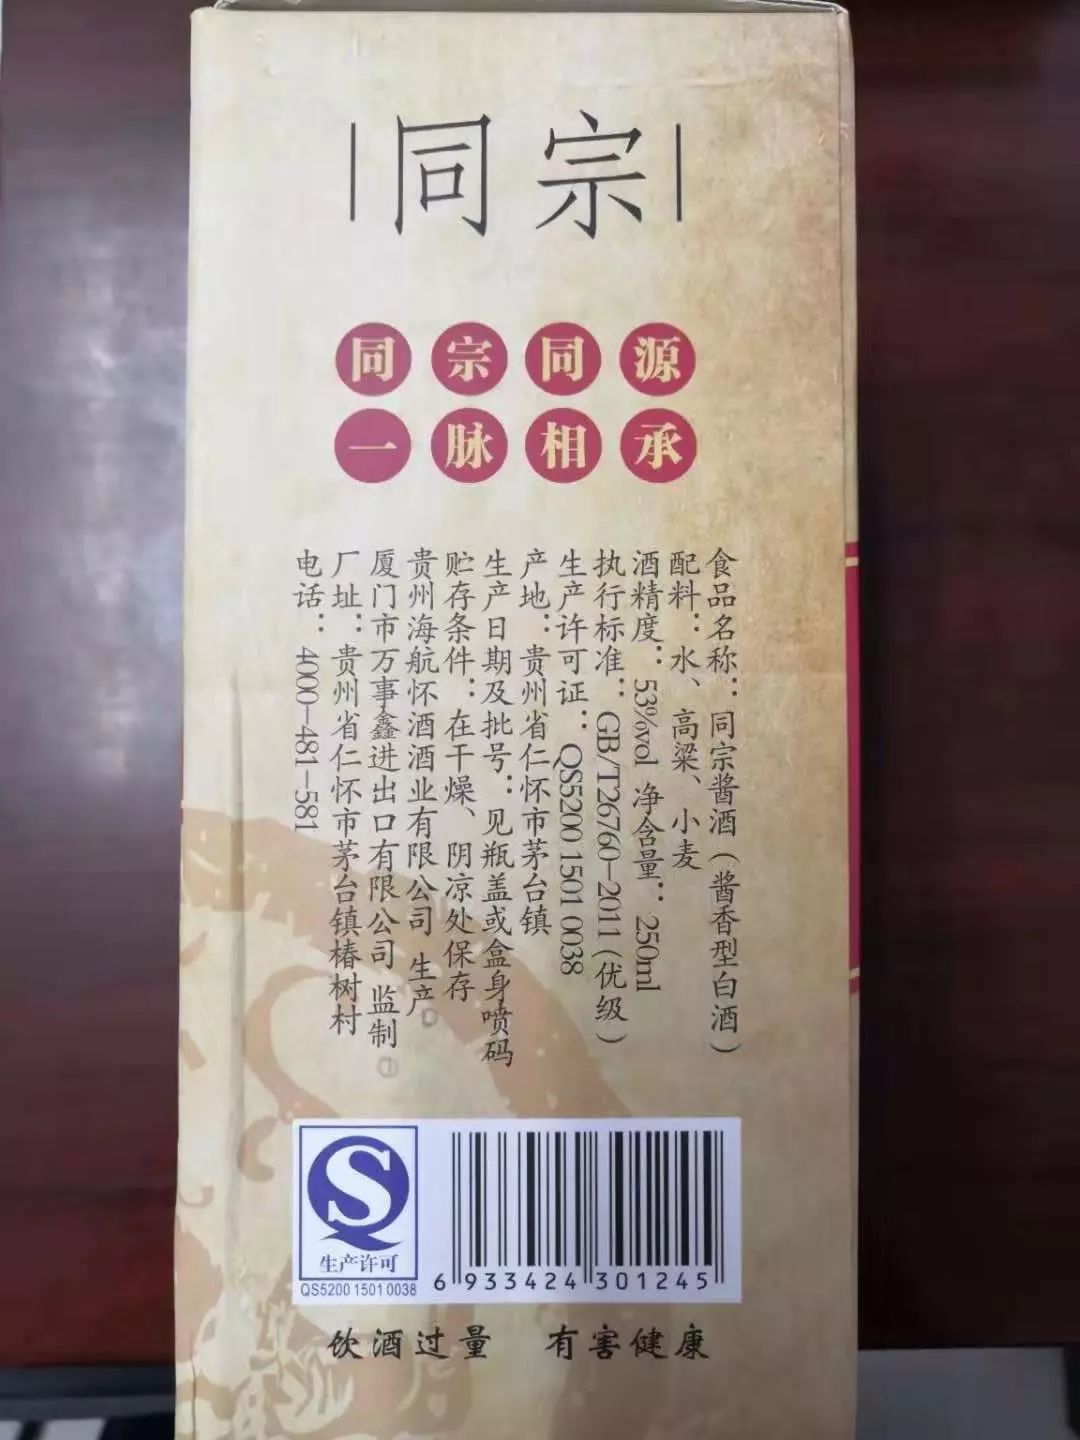 同宗
同宗同源
一脉相承
食品名称：同宗酱酒（酱香型白酒）
配料：水、高粱、小麦
酒精度：53%vol 净含量：250ml
执行标准：GB/T26760-2011（优级）
生产许可证：QS5200 1501 0038
产地：贵州省仁怀市茅台镇
生产日期及批号：见瓶盖或盒身喷码
贮存条件：在干燥、阴凉处保存
贵州海航怀酒酒业有限公司 生产
厦门市万事鑫进出口有限公司 监制
厂址：贵州省仁怀市茅台镇椿树村
电话：4000-481-581
生产许可
QS5200 1501 0038
6 933424 301245
饮酒过量 有害健康